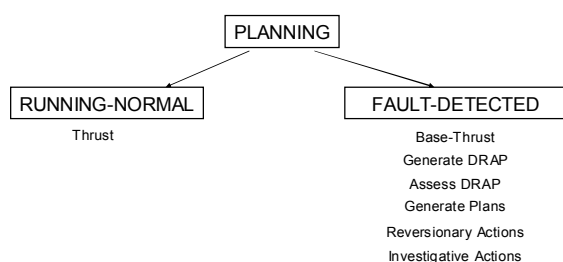 PLANNING
RUNNING-NORMAL
Thrust
FAULT-DETECTED
Base-Thrust
Generate DRAP
Assess DRAP
Generate Plans
Reversionary Actions
Investigative Actions